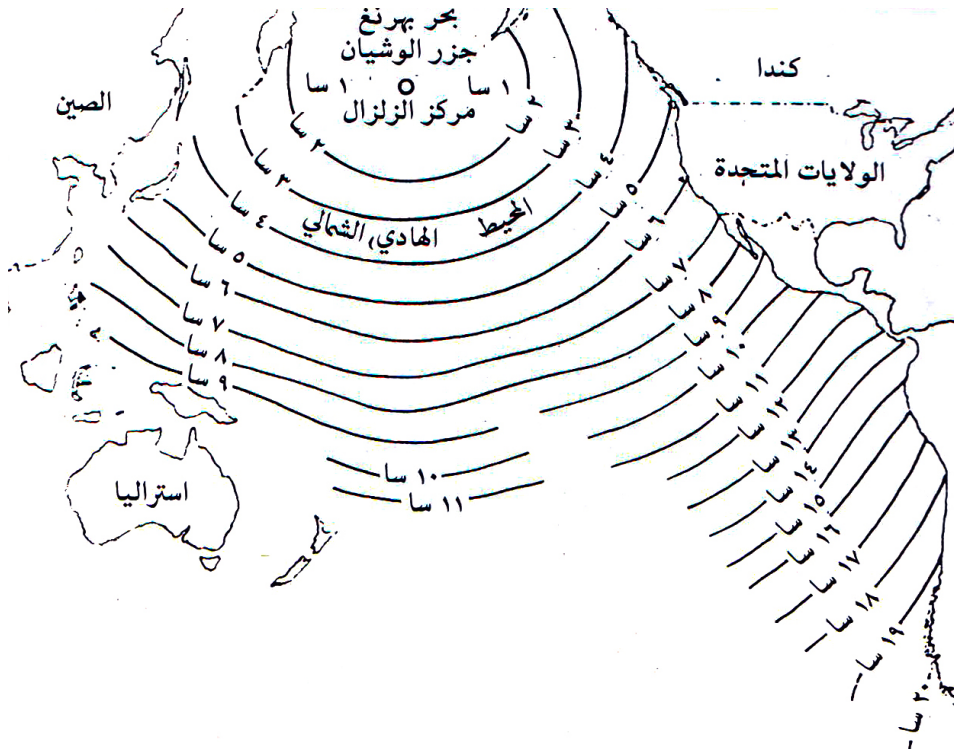 بحر بهرنغ
جزر الوشيان
١ سا
١ سا
مركز الزلزال
كندا
الصين
الولايات المتحدة
٢ سا
٢ سا
٣ سا
٣ سا
٤ سا
٤ سا
المحيط الهادي الشمالي
٥ سا
٥ سا
٦ سا
٦ سا
٧ سا
٧ سا
٨ سا
٨ سا
٩ سا
٩ سا
١٠ سا
١١ سا
١٢ سا
١٣ سا
١٤ سا
١٥ سا
١٦ سا
١٧ سا
١٨ سا
١٩ سا
٢٠ سا
١٠ سا
١١ سا
استراليا